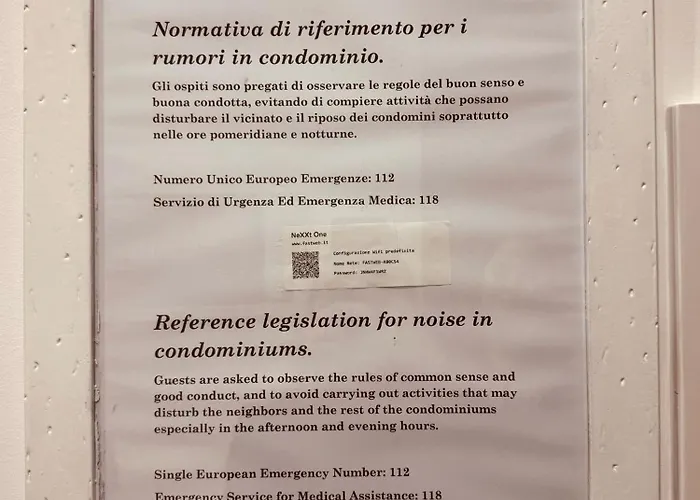 Normativa di riferimento per i
rumori in condominio.
Gli ospiti sono pregati di osservare le regole del buon senso e
buona condotta, evitando di compiere attività che possano
disturbare il vicinato e il riposo dei condomini soprattutto
nelle ore pomeridiane e notturne.
Numero Unico Europeo Emergenze: 112
Servizio di Urgenza Ed Emergenza Medica: 118
NeXXt One
www.fastweb.it
Configurazione WiFi predefinita
Nome Rete:
Password:
Reference legislation for noise in
condominiums.
Guests are asked to observe the rules of common sense and
good conduct, and to avoid carrying out activities that may
disturb the neighbors and the rest of the condominiums
especially in the afternoon and evening hours.
Single European Emergency Number: 112
Emergency Service for Medical Assistance: 118